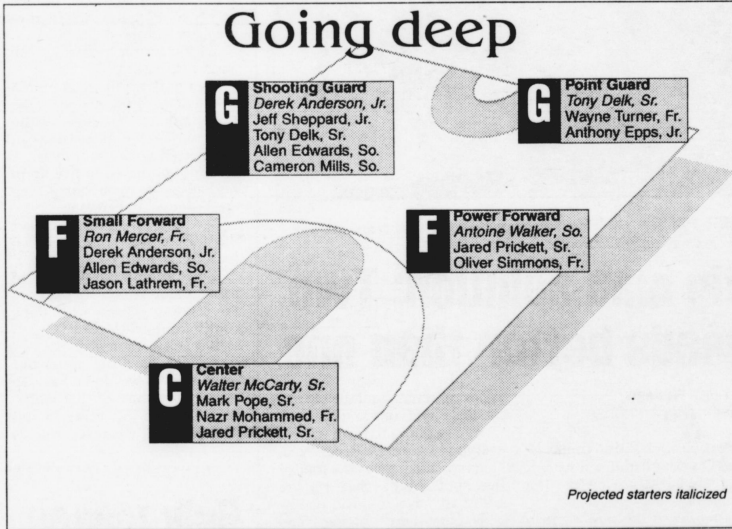 Going deep
G
Shooting Guard
Derek Anderson, Jr.
Jeff Sheppard, Jr.
Tony Delk, Sr.
Allen Edwards, So.
Cameron Mills, So.
G
Point Guard
Tony Delk, Sr.
Wayne Turner, Fr.
Anthony Epps, Jr.
F
Small Forward
Ron Mercer, Fr.
Derek Anderson, Jr.
Allen Edwards, So.
Jason Lathrem, Fr.
F
Power Forward
Antoine Walker, So.
Jared Prickett, Sr.
Oliver Simmons, Fr.
C
Center
Walter McCarty, Sr.
Mark Pope, Sr.
Nazr Mohammed, Fr.
Jared Prickett, Sr.
Projected starters italicized